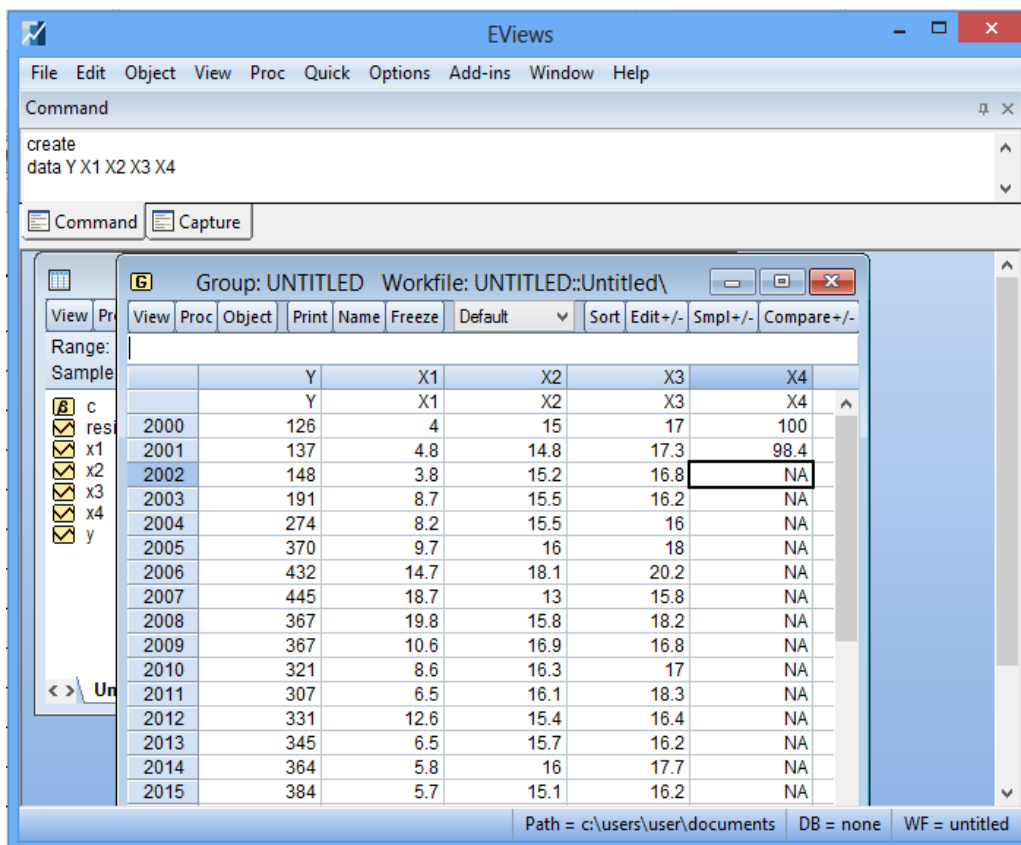 EViews
File Edit Object View Proc Quick Options Add-ins Window Help
Command
create
data Y X1 X2 X3 X4
Command Capture
Group: UNTITLED Workfile: UNTITLED::Untitled\
View Pr
View Proc Object Print Name Freeze Default Sort Edit+/- Smpl+/- Compare+/-
Range:
Sample
c
resi
x1
x2
x3
x4
y
Un
Y X1 X2 X3 X4
Y X1 X2 X3 X4
2000 126 4 15 17 100
2001 137 4.8 14.8 17.3 98.4
2002 148 3.8 15.2 16.8 NA
2003 191 8.7 15.5 16.2 NA
2004 274 8.2 15.5 16 NA
2005 370 9.7 16 18 NA
2006 432 14.7 18.1 20.2 NA
2007 445 18.7 13 15.8 NA
2008 367 19.8 15.8 18.2 NA
2009 367 10.6 16.9 16.8 NA
2010 321 8.6 16.3 17 NA
2011 307 6.5 16.1 18.3 NA
2012 331 12.6 15.4 16.4 NA
2013 345 6.5 15.7 16.2 NA
2014 364 5.8 16 17.7 NA
2015 384 5.7 15.1 16.2 NA
Path = c:\users\user\documents DB = none WF = untitled